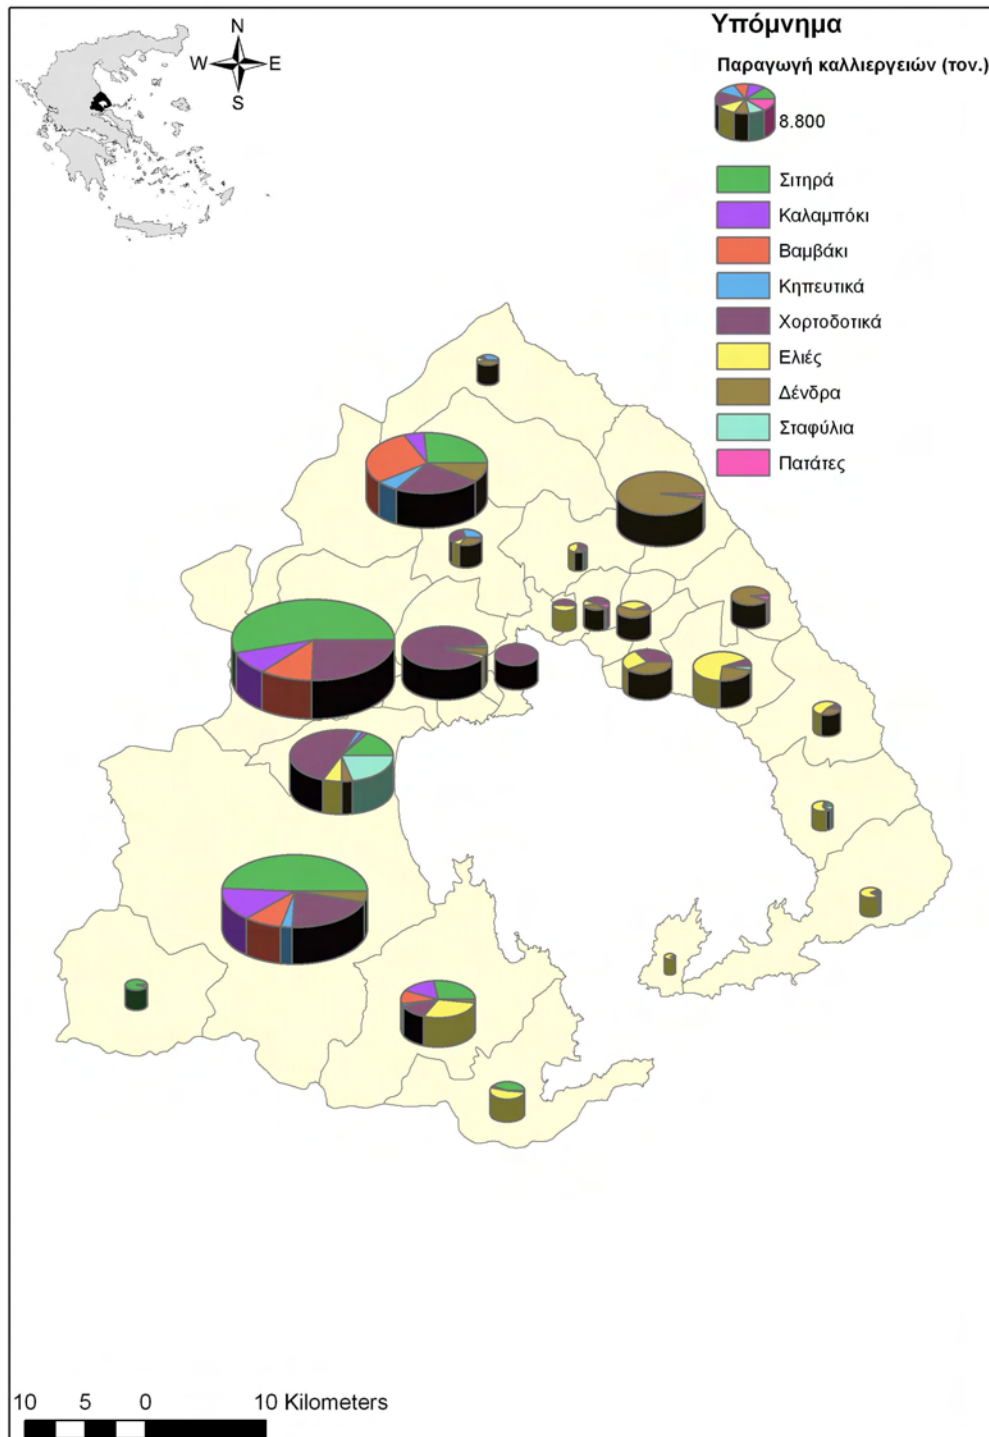 N
W E
S
Υπόμνημα
Παραγωγή καλλιεργειών (τον.)
8.800
Σιτηρά
Καλαμπόκι
Βαμβάκι
Κηπευτικά
Χορτοδοτικά
Ελιές
Δένδρα
Σταφύλια
Πατάτες
10 5 0 10 Kilometers